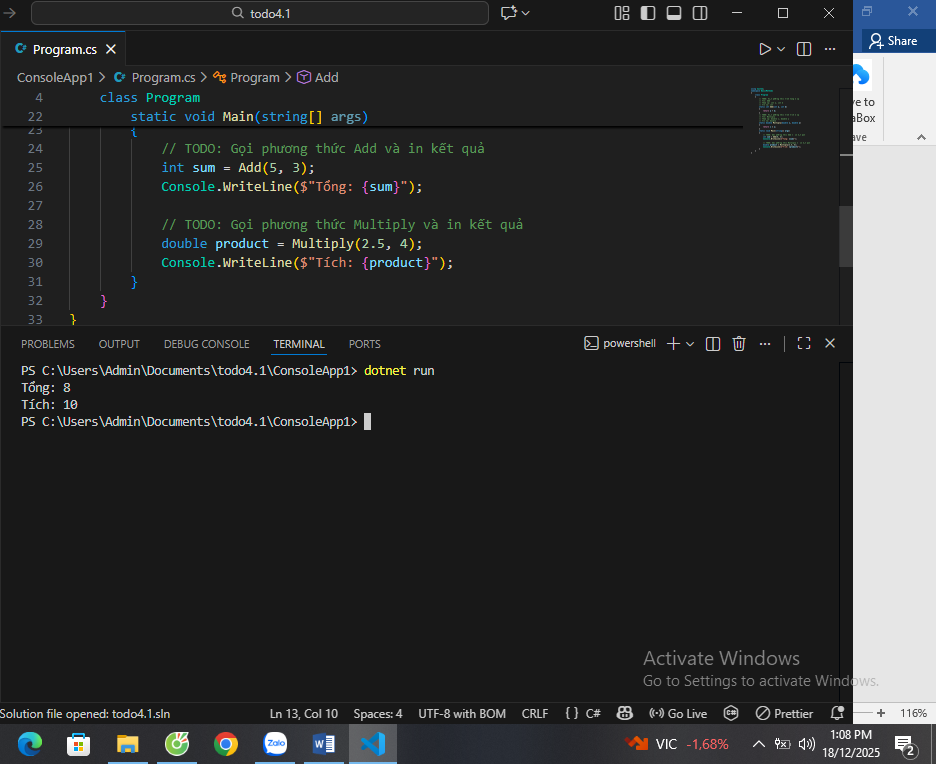 todo4.1
Share
Program.cs
ConsoleApp1 > Program.cs > Program > Add
ve to
aBox
ave
4 class Program
22 static void Main(string[] args)
23 {
24 // TODO: Gọi phương thức Add và in kết quả
25 int sum = Add(5, 3);
26 Console.WriteLine($"Tổng: {sum}");
27
28 // TODO: Gọi phương thức Multiply và in kết quả
29 double product = Multiply(2.5, 4);
30 Console.WriteLine($"Tích: {product}");
31 }
32 }
33 }
PROBLEMS OUTPUT DEBUG CONSOLE TERMINAL PORTS powershell
PS C:\Users\Admin\Documents\todo4.1\ConsoleApp1> dotnet run
Tổng: 8
Tích: 10
PS C:\Users\Admin\Documents\todo4.1\ConsoleApp1>
Activate Windows
Go to Settings to activate Windows.
Solution file opened: todo4.1.sln Ln 13, Col 10 Spaces: 4 UTF-8 with BOM CRLF { } C# Go Live Prettier 116%
Zalo VIC -1,68% 1:08 PM
18/12/2025 2